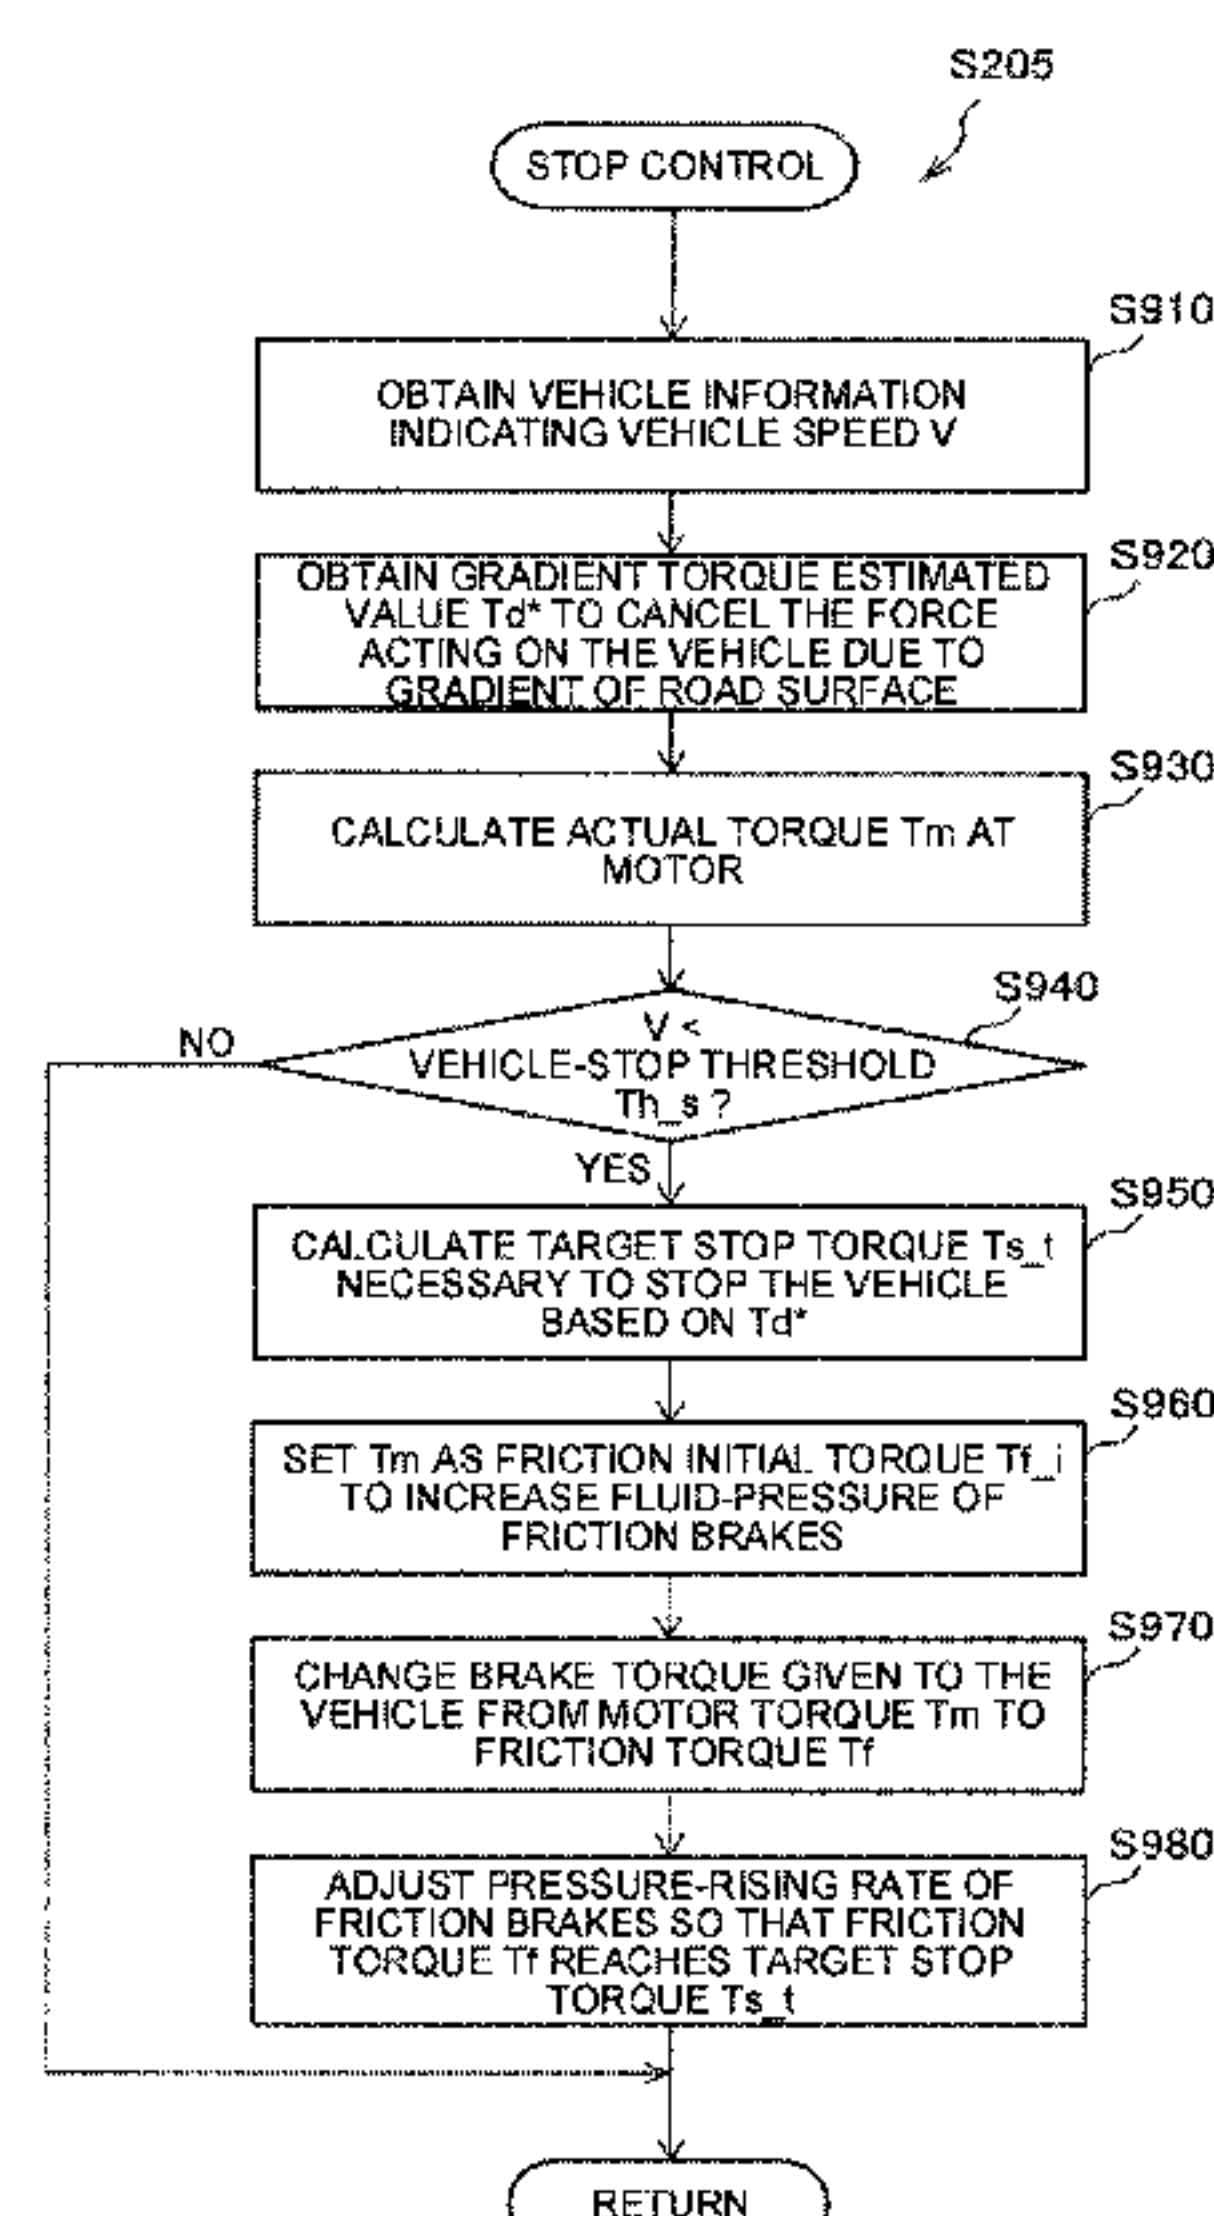 S205
STOP CONTROL
S910
OBTAIN VEHICLE INFORMATION
INDICATING VEHICLE SPEED V
S920
OBTAIN GRADIENT TORQUE ESTIMATED
VALUE Td* TO CANCEL THE FORCE
ACTING ON THE VEHICLE DUE TO
GRADIENT OF ROAD SURFACE
S930
CALCULATE ACTUAL TORQUE Tm AT
MOTOR
S940
NO
V <
VEHICLE-STOP THRESHOLD
Th_s ?
YES
S950
CALCULATE TARGET STOP TORQUE Ts_t
NECESSARY TO STOP THE VEHICLE
BASED ON Td*
S960
SET Tm AS FRICTION INITIAL TORQUE Tf_i
TO INCREASE FLUID-PRESSURE OF
FRICTION BRAKES
S970
CHANGE BRAKE TORQUE GIVEN TO THE
VEHICLE FROM MOTOR TORQUE Tm TO
FRICTION TORQUE Tf
S980
ADJUST PRESSURE-RISING RATE OF
FRICTION BRAKES SO THAT FRICTION
TORQUE Tf REACHES TARGET STOP
TORQUE Ts_t
RETURN